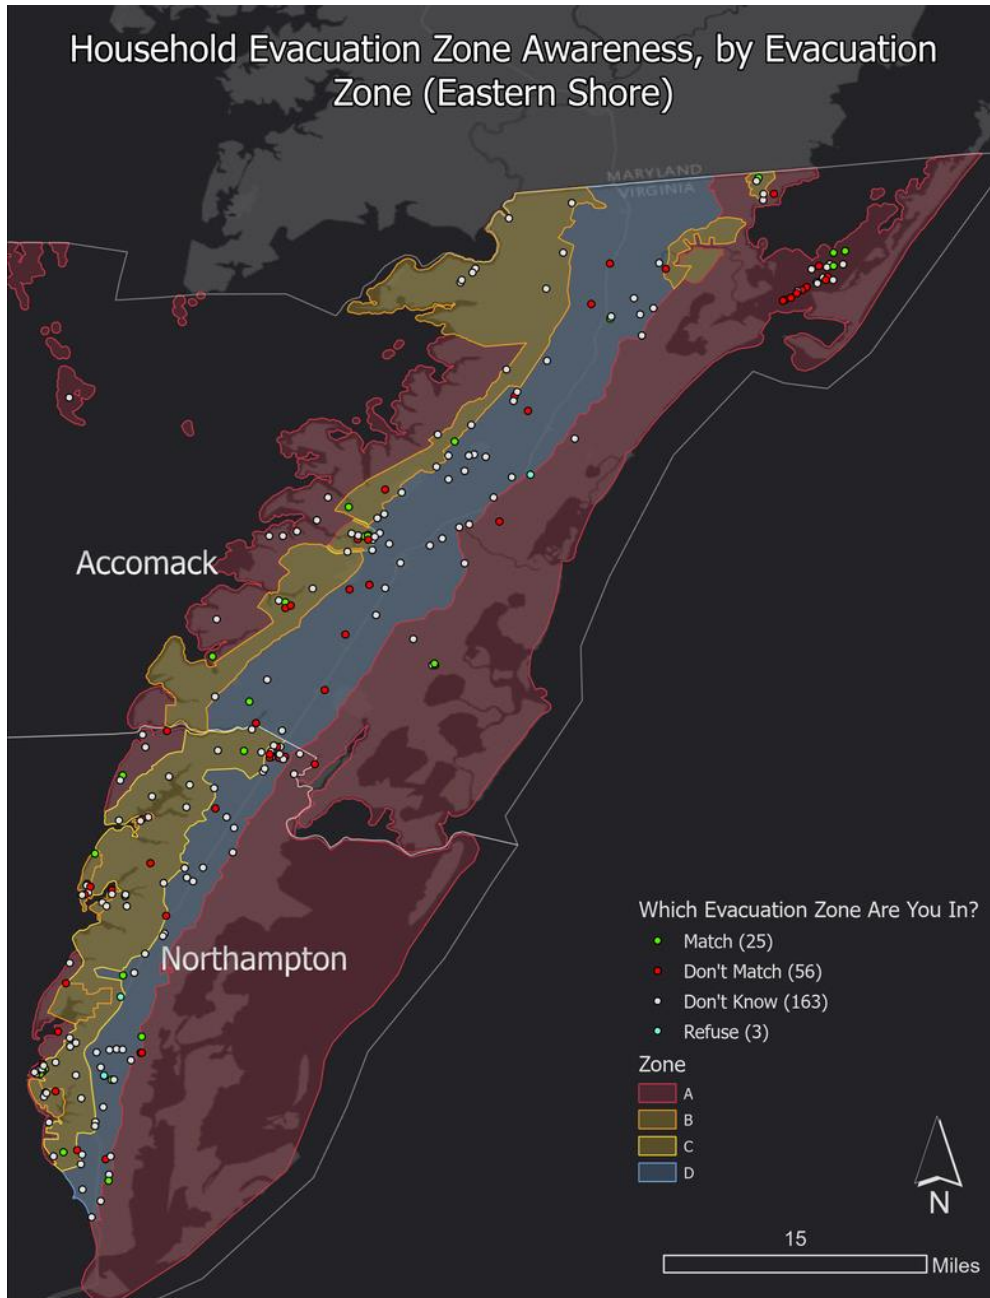 Household Evacuation Zone Awareness, by Evacuation
Zone (Eastern Shore)
MARYLAND
VIRGINIA
Accomack
Northampton
Which Evacuation Zone Are You In?
Match (25)
Don't Match (56)
Don't Know (163)
Refuse (3)
Zone
A
B
C
D
N
15
Miles